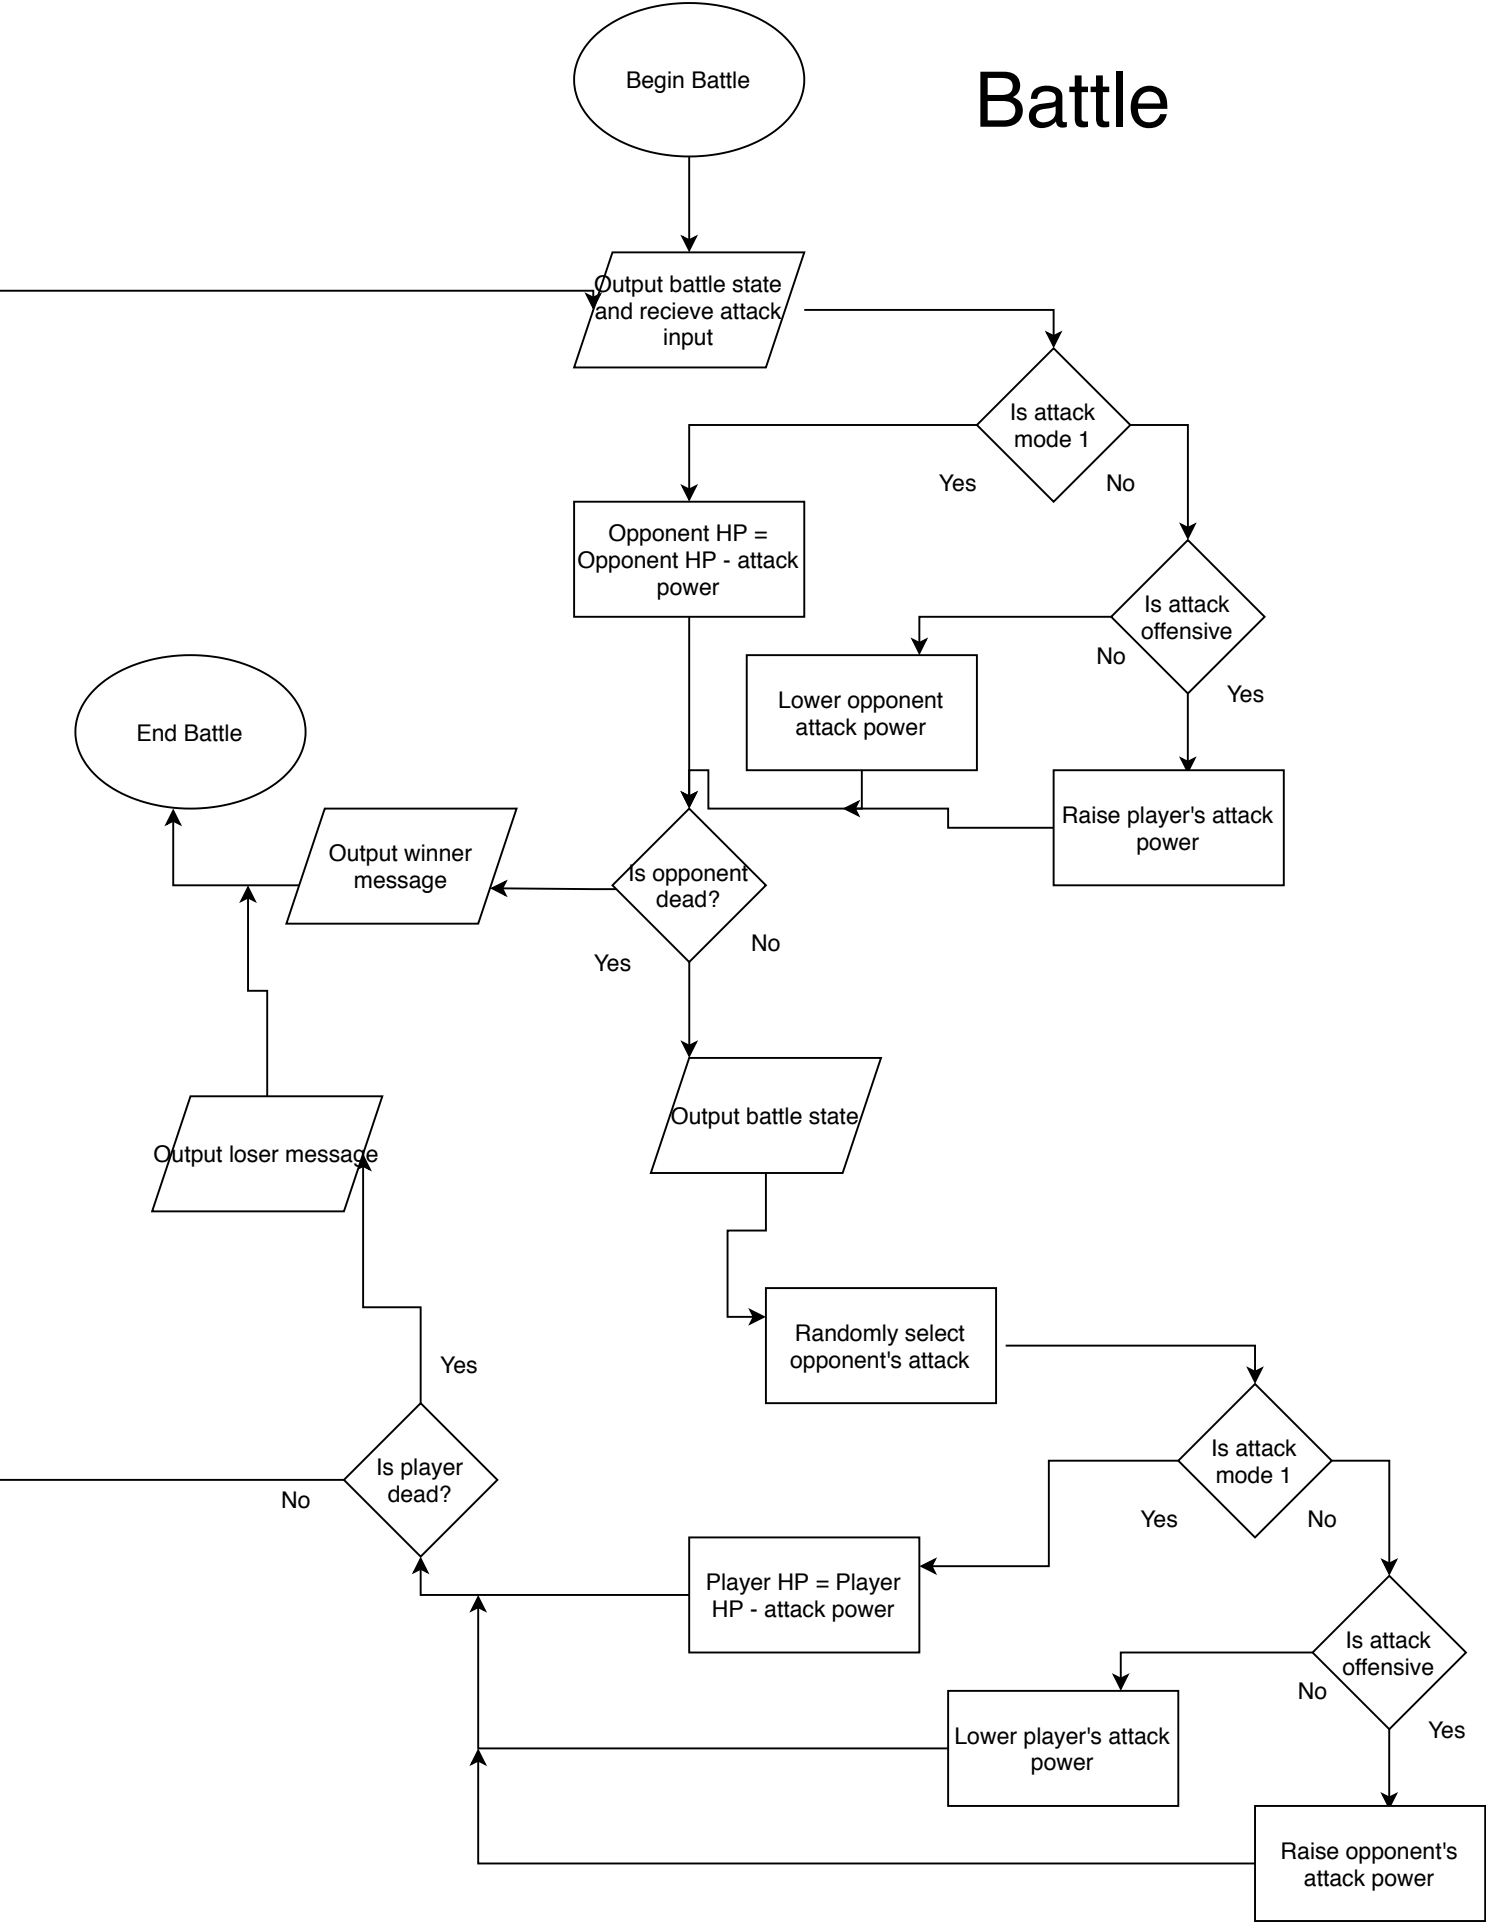 Begin Battle
Battle
Output battle state
and recieve attack
input
Is attack
mode 1
Yes
No
Opponent HP =
Opponent HP - attack
power
Is attack
offensive
No
Yes
Lower opponent
attack power
End Battle
Raise player's attack
power
Output winner
message
Is opponent
dead?
Yes
No
Output battle state
Output loser message
Randomly select
opponent's attack
Yes
Is player
dead?
No
Is attack
mode 1
Yes
No
Player HP = Player
HP - attack power
Is attack
offensive
No
Yes
Lower player's attack
power
Raise opponent's
attack power